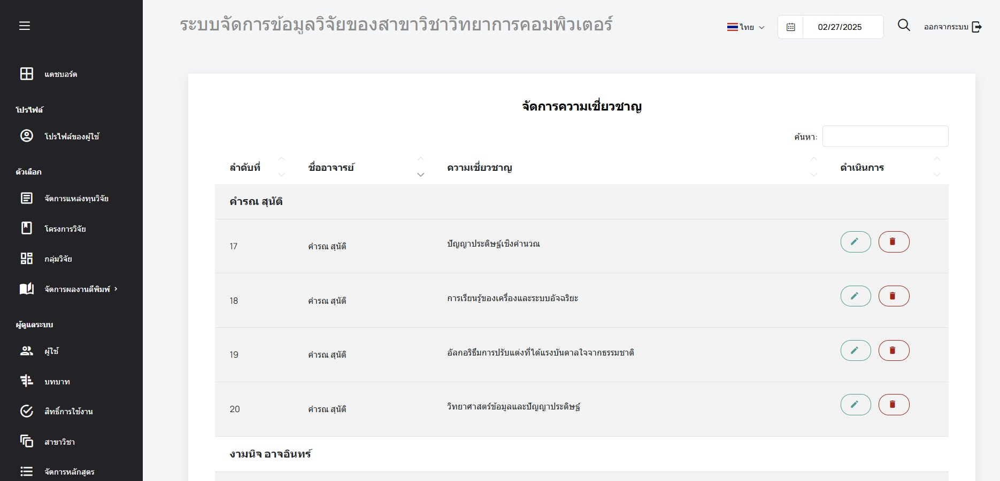 ระบบจัดการข้อมูลวิจัยของสาขาวิชาวิทยาการคอมพิวเตอร์
ไทย
02/27/2025
ออกจากระบบ
แดชบอร์ด
โปรไฟล์
โปรไฟล์ของผู้ใช้
ตัวเลือก
จัดการแหล่งทุนวิจัย
โครงการวิจัย
กลุ่มวิจัย
จัดการผลงานตีพิมพ์
ผู้ดูแลระบบ
ผู้ใช้
บทบาท
สิทธิ์การใช้งาน
สาขาวิชา
จัดการหลักสูตร
จัดการความเชี่ยวชาญ
ค้นหา:
ลำดับที่ ชื่ออาจารย์ ความเชี่ยวชาญ ดำเนินการ
คำรณ สุนัติ
17 คำรณ สุนัติ ปัญญาประดิษฐ์เชิงคำนวณ
18 คำรณ สุนัติ การเรียนรู้ของเครื่องและระบบอัจฉริยะ
19 คำรณ สุนัติ อัลกอริธึมการปรับแต่งที่ได้แรงบันดาลใจจากธรรมชาติ
20 คำรณ สุนัติ วิทยาศาสตร์ข้อมูลและปัญญาประดิษฐ์
งามนิจ อาจอินทร์